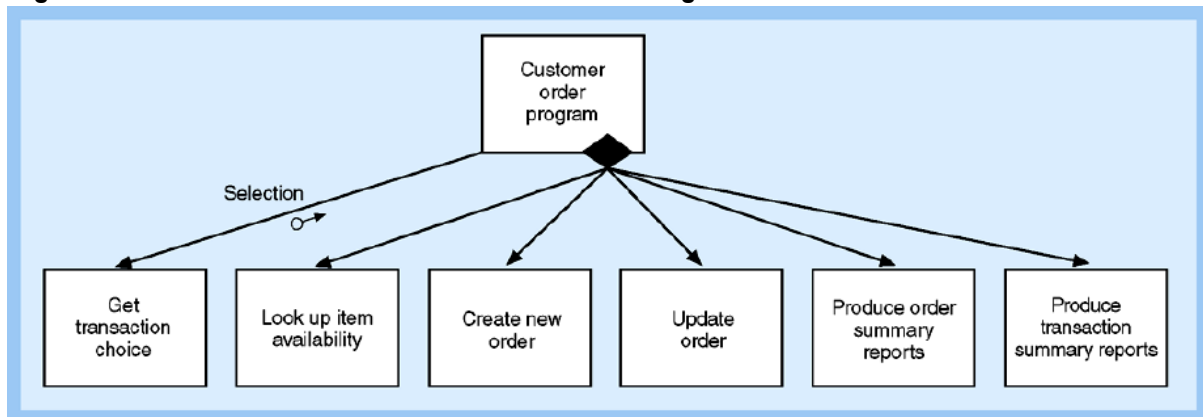 Customer
order
program
Selection
Get
transaction
choice
Look up item
availability
Create new
order
Update
order
Produce order
summary
reports
Produce
transaction
summary reports